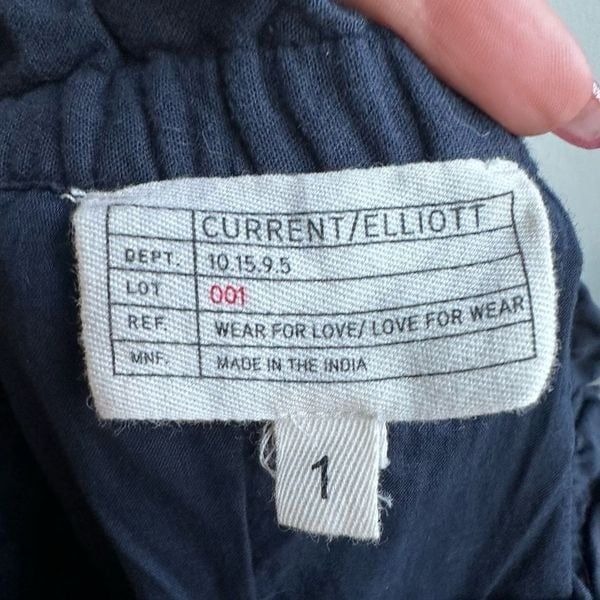 CURRENT/ELLIOTT
DEPT. 10.15.9.5
LOT 001
REF. WEAR FOR LOVE/ LOVE FOR WEAR
MNF. MADE IN THE INDIA
1